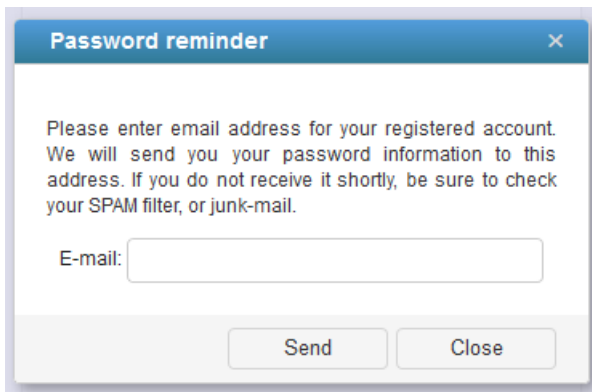 Password reminder ×
Please enter email address for your registered account.
We will send you your password information to this
address. If you do not receive it shortly, be sure to check
your SPAM filter, or junk-mail.
E-mail:
Send Close